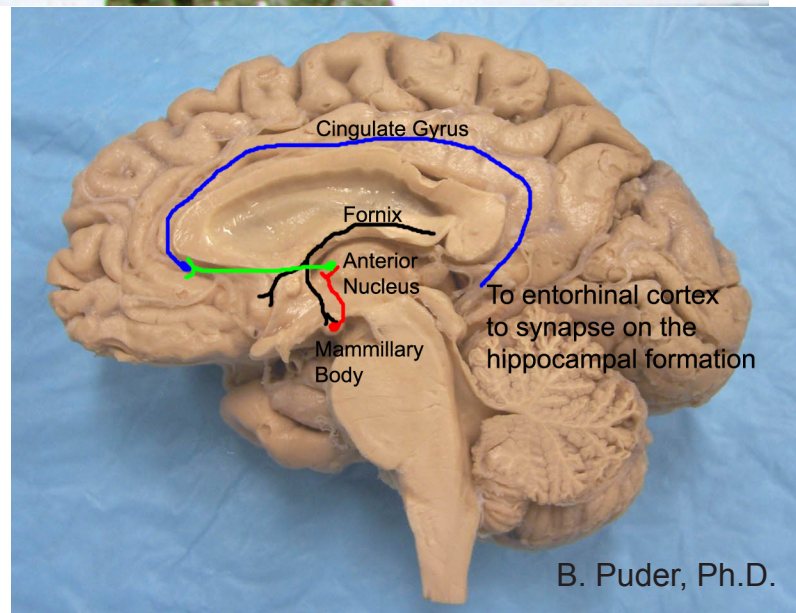 Cingulate Gyrus
Fornix
Anterior
Nucleus
To entorhinal cortex
to synapse on the
hippocampal formation
Mammillary
Body
B. Puder, Ph.D.